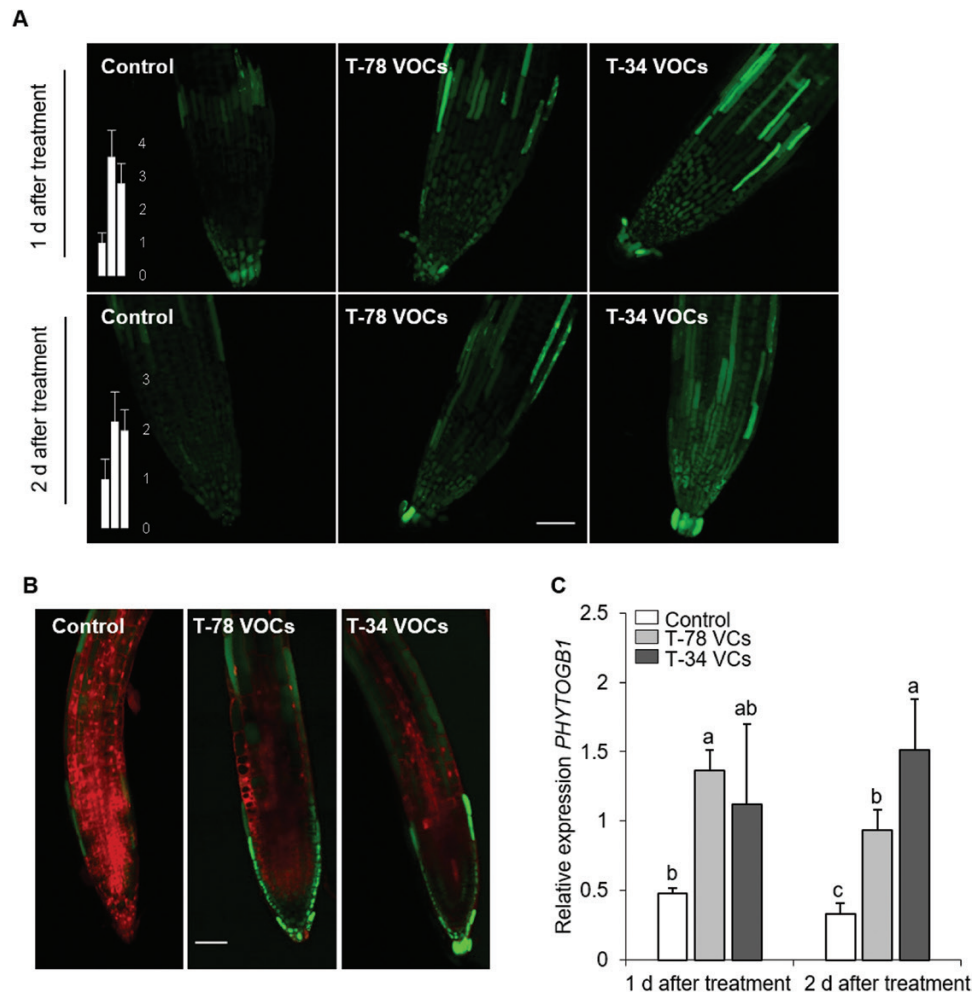 A
Control
T-78 VOCs
T-34 VOCs
1 d after treatment
4
3
2
1
0
Control
T-78 VOCs
T-34 VOCs
2 d after treatment
3
2
1
0
B
Control
T-78 VOCs
T-34 VOCs
C
Relative expression PHYTOGB1
2.5
2
1.5
1
0.5
0
Control
T-78 VCs
T-34 VCs
b
a
ab
c
b
a
1 d after treatment
2 d after treatment